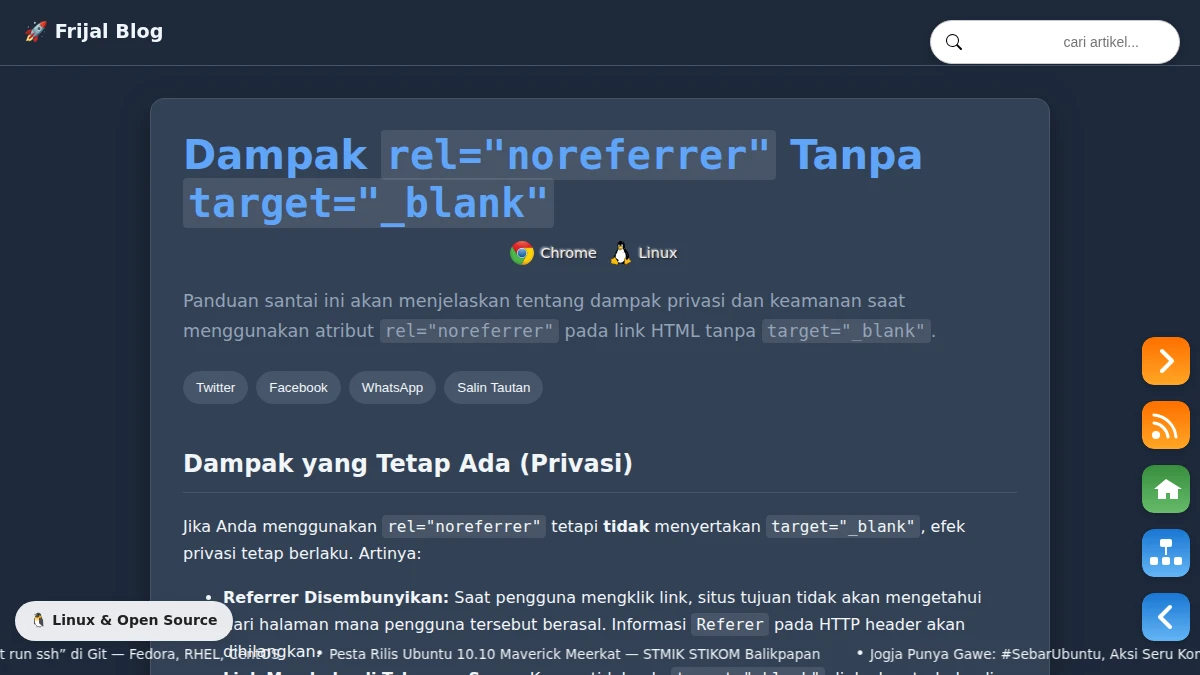 🚀 Frijal Blog
cari artikel...
Dampak rel="noreferrer" Tanpa
target="_blank"
Chrome Linux
Panduan santai ini akan menjelaskan tentang dampak privasi dan keamanan saat
menggunakan atribut rel="noreferrer" pada link HTML tanpa target="_blank".
Twitter Facebook WhatsApp Salin Tautan
Dampak yang Tetap Ada (Privasi)
Jika Anda menggunakan rel="noreferrer" tetapi tidak menyertakan target="_blank", efek
privasi tetap berlaku. Artinya:
• Referrer Disembunyikan: Saat pengguna mengklik link, situs tujuan tidak akan mengetahui
🐧 Linux & Open Source
dari halaman mana pengguna tersebut berasal. Informasi Referer pada HTTP header akan
dihilangkan.
t run ssh” di Git — Fedora, RHEL, CentOS • Pesta Rilis Ubuntu 10.10 Maverick Meerkat — STMIK STIKOM Balikpapan • Jogja Punya Gawe: #SebarUbuntu, Aksi Seru Kor